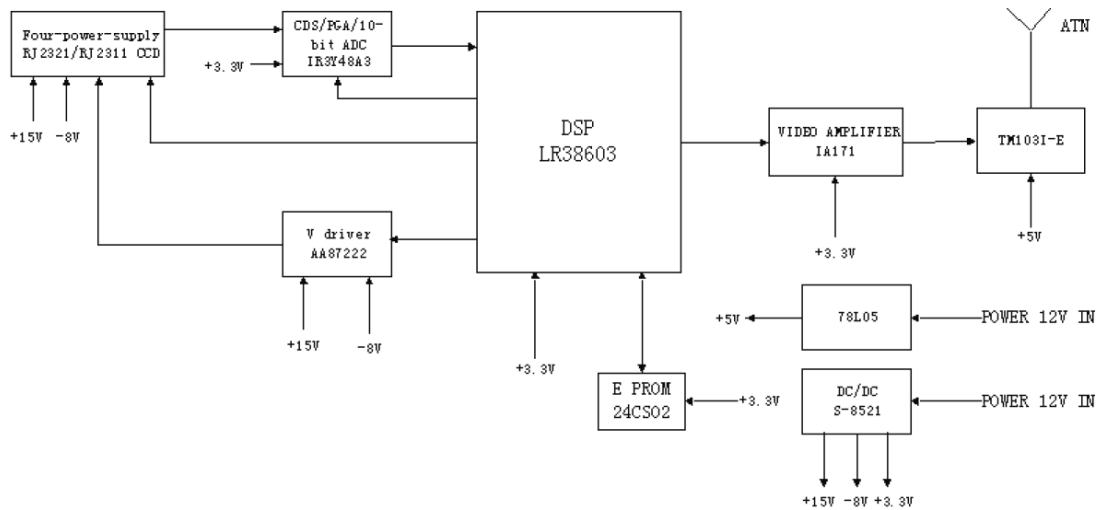 Four-power-supply
RJ2321/RJ2311 CCD
+15V
-8V
CDS/PGA/10-
bit ADC
IR3Y48A3
+3.3V
V driver
AA87222
+15V
-8V
DSP
LR38603
+3.3V
E PROM
24CS02
+3.3V
VIDEO AMPLIFIER
IA171
+3.3V
ATN
TM103I-E
+5V
+5V
78L05
POWER 12V IN
DC/DC
S-8521
POWER 12V IN
+15V
-8V
+3.3V